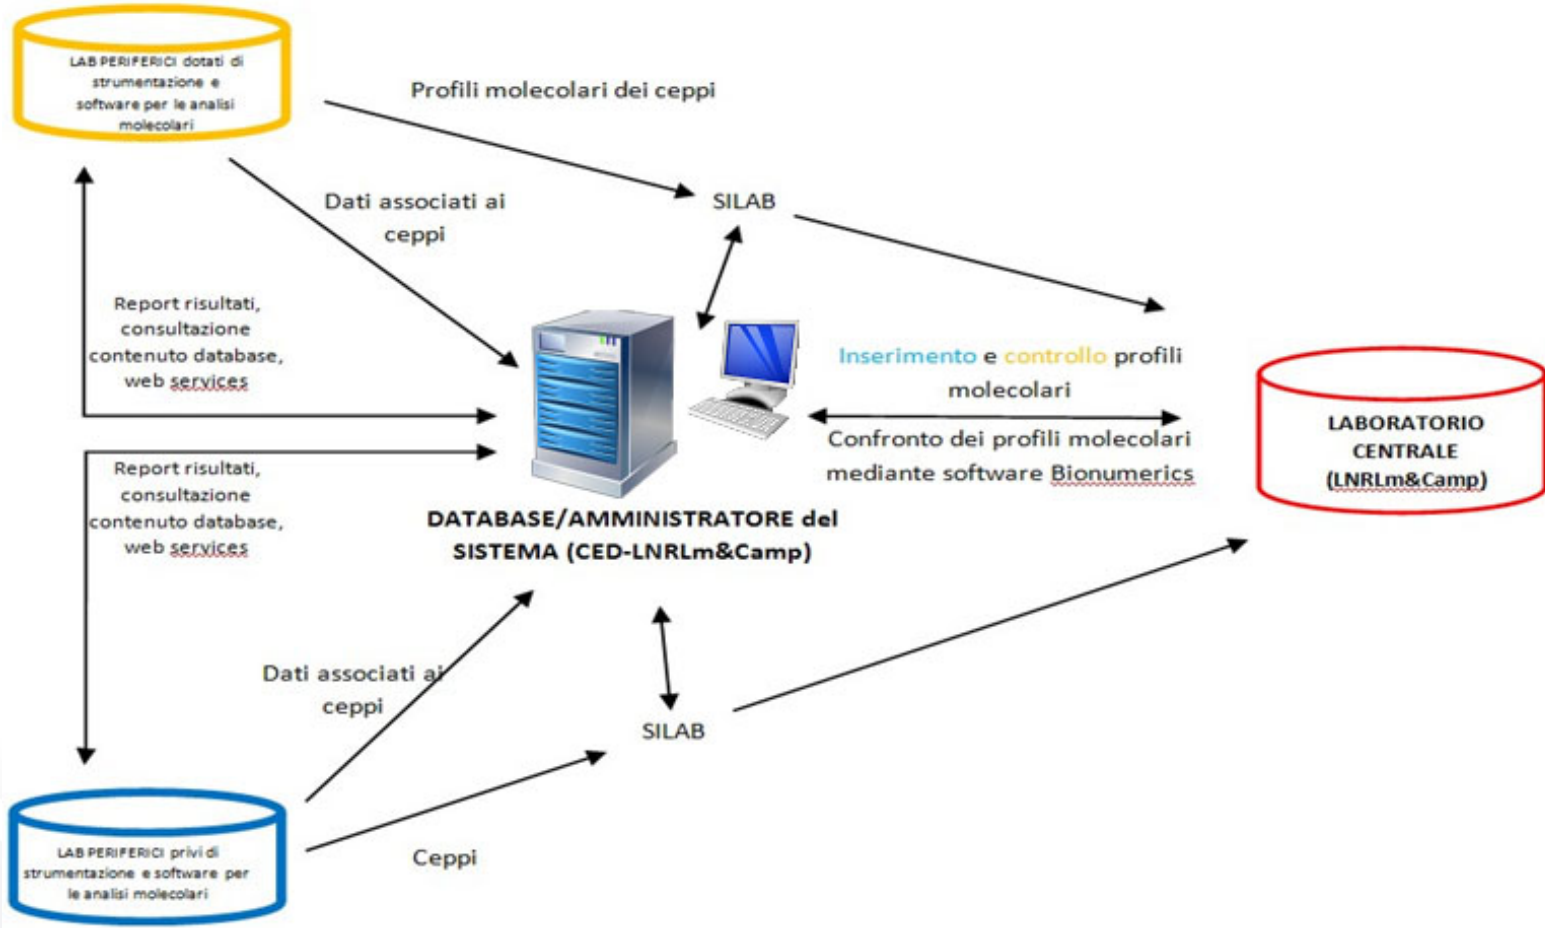 LAB PERIFERICI dotati di
strumentazione e
software per le analisi
molecolari
Profili molecolari dei ceppi
Dati associati ai
ceppi
SILAB
Report risultati,
consultazione
contenuto database,
web services
Inserimento e controllo profili
molecolari
Confronto dei profili molecolari
mediante software Bionumerics
LABORATORIO
CENTRALE
(LNRLm&Camp)
Report risultati,
consultazione
contenuto database,
web services
DATABASE/AMMINISTRATORE del
SISTEMA (CED-LNRLm&Camp)
Dati associati ai
ceppi
SILAB
Ceppi
LAB PERIFERICI privi di
strumentazione e software per
le analisi molecolari